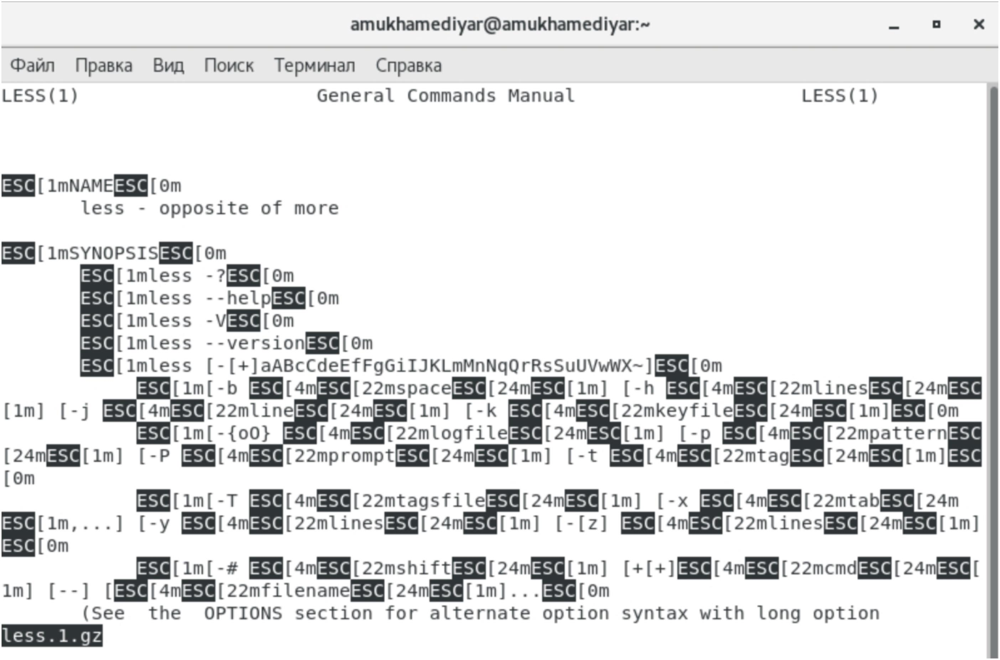 amukhamediyar@amukhamediyar:~
Файл Правка Вид Поиск Терминал Справка
LESS(1) General Commands Manual LESS(1)
ESC[1mNAMEESC[0m
less - opposite of more
ESC[1mSYNOPSISESC[0m
ESC[1mless -?ESC[0m
ESC[1mless --helpESC[0m
ESC[1mless -VESC[0m
ESC[1mless --versionESC[0m
ESC[1mless [-[+]aABcCdeEfFgGiIJKLmMnNqQrRsSuUVwWX~]ESC[0m
ESC[1m[-b ESC[4mESC[22mspaceESC[24mESC[1m] [-h ESC[4mESC[22mlinesESC[24mESC
[1m] [-j ESC[4mESC[22mlineESC[24mESC[1m] [-k ESC[4mESC[22mkeyfileESC[24mESC[1m]ESC[0m
ESC[1m[-{oO} ESC[4mESC[22mlogfileESC[24mESC[1m] [-p ESC[4mESC[22mpatternESC
[24mESC[1m] [-P ESC[4mESC[22mpromptESC[24mESC[1m] [-t ESC[4mESC[22mtagESC[24mESC[1m]ESC
[0m
ESC[1m[-T ESC[4mESC[22mtagsfileESC[24mESC[1m] [-x ESC[4mESC[22mtabESC[24m
ESC[1m,...] [-y ESC[4mESC[22mlinesESC[24mESC[1m] [-[z] ESC[4mESC[22mlinesESC[24mESC[1m]
ESC[0m
ESC[1m[-# ESC[4mESC[22mshiftESC[24mESC[1m] [+[+]ESC[4mESC[22mcmdESC[24mESC[
1m] [--] [ESC[4mESC[22mfilenameESC[24mESC[1m]...ESC[0m
(See the OPTIONS section for alternate option syntax with long option
less.1.gz